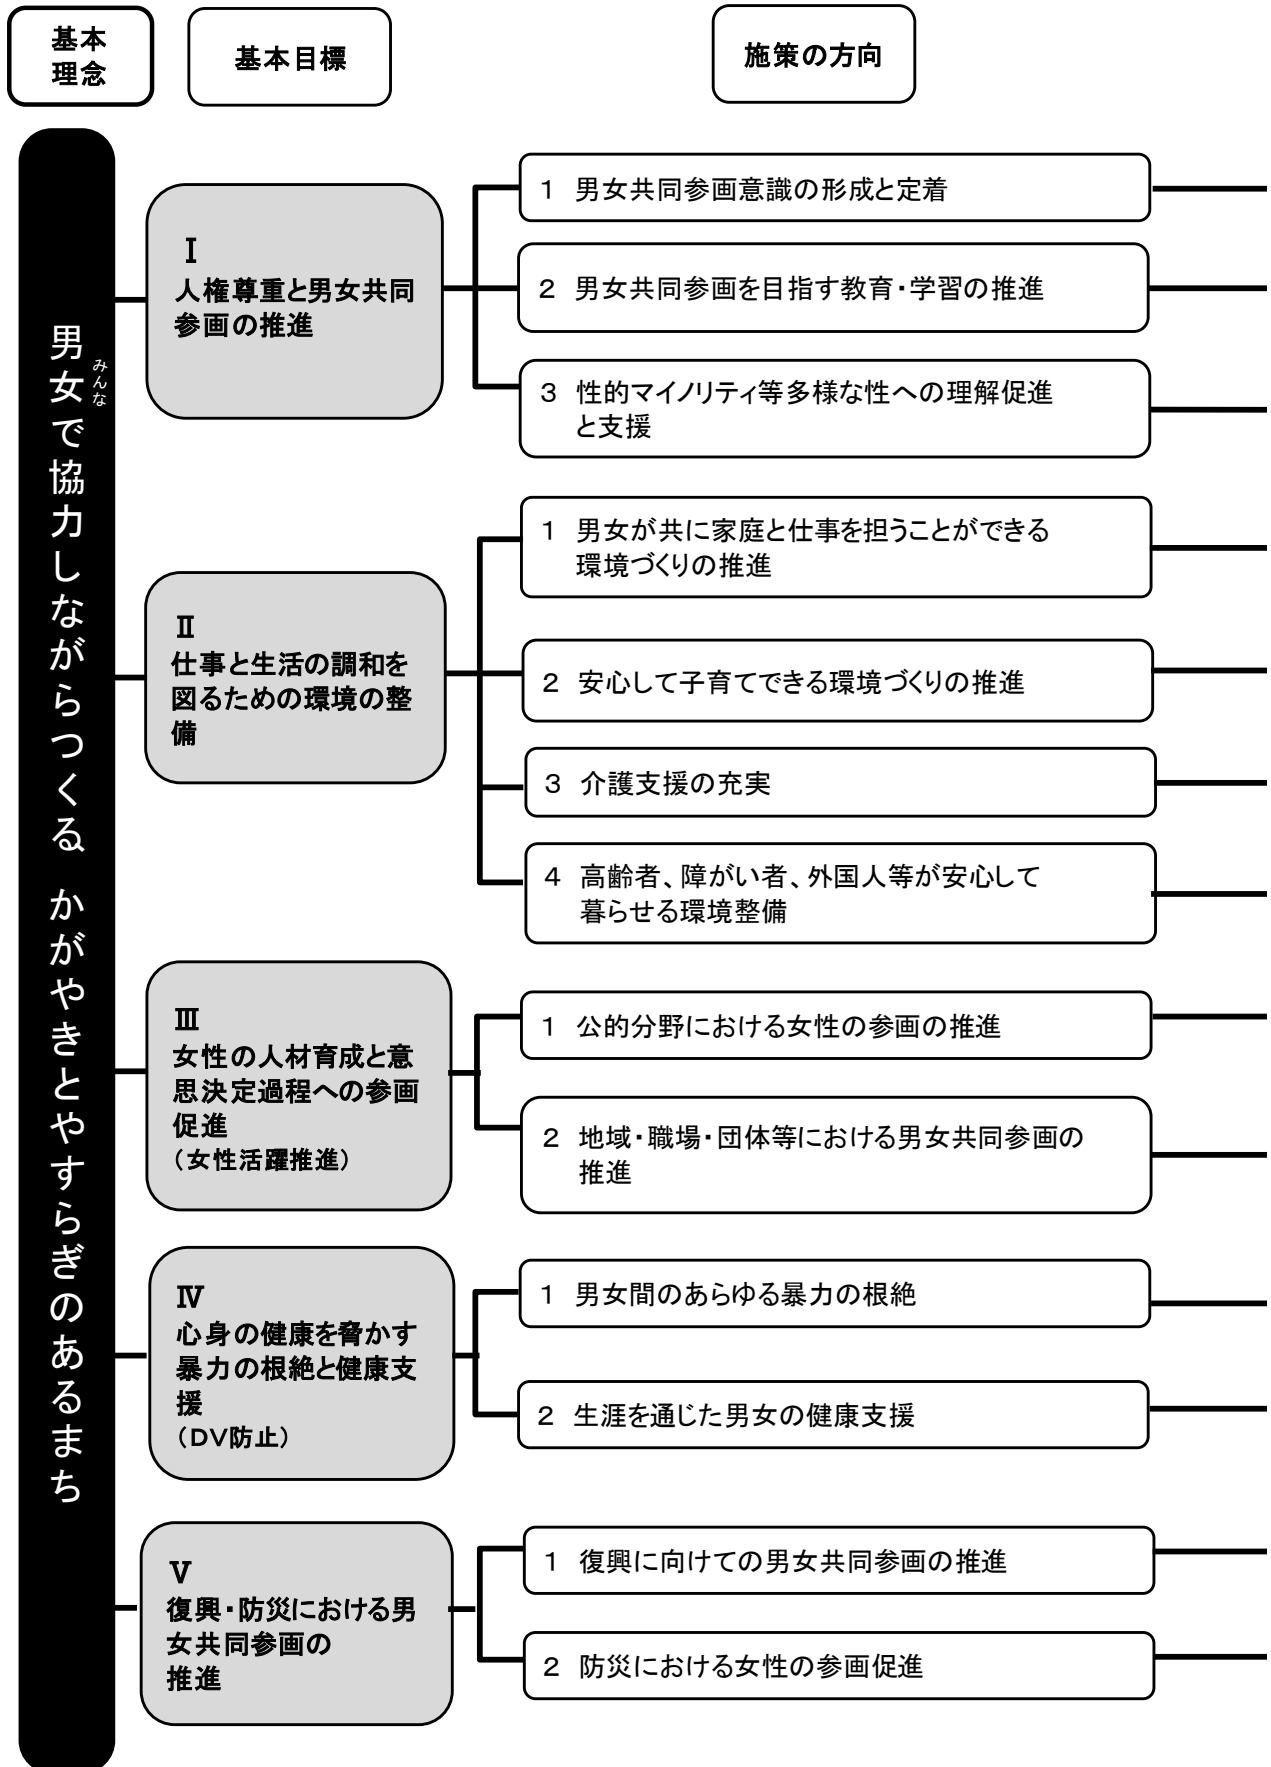 基本
理念
基本目標
施策の方向
男女で協力しながらつくる かがやきとやすらぎのあるまち
みんな
Ⅰ
人権尊重と男女共同
参画の推進
1 男女共同参画意識の形成と定着
2 男女共同参画を目指す教育・学習の推進
3 性的マイノリティ等多様な性への理解促進
と支援
Ⅱ
仕事と生活の調和を
図るための環境の整
備
1 男女が共に家庭と仕事を担うことができる
環境づくりの推進
2 安心して子育てできる環境づくりの推進
3 介護支援の充実
4 高齢者、障がい者、外国人等が安心して
暮らせる環境整備
Ⅲ
女性の人材育成と意
思決定過程への参画
促進
（女性活躍推進）
1 公的分野における女性の参画の推進
2 地域・職場・団体等における男女共同参画の
推進
Ⅳ
心身の健康を脅かす
暴力の根絶と健康支
援
（DV防止）
1 男女間のあらゆる暴力の根絶
2 生涯を通じた男女の健康支援
Ⅴ
復興・防災における男
女共同参画の
推進
1 復興に向けての男女共同参画の推進
2 防災における女性の参画促進